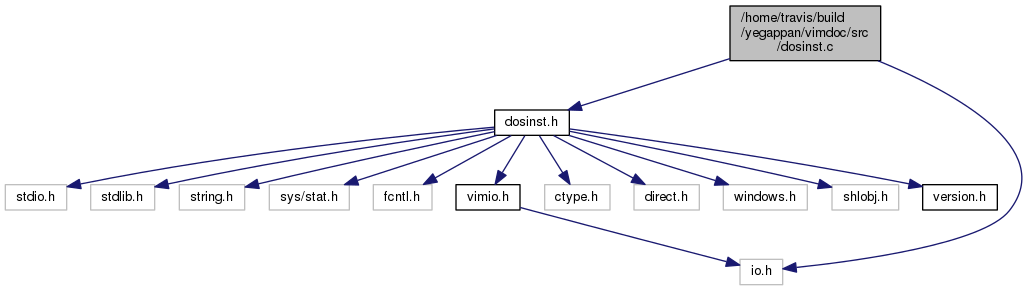 /home/travis/build
/yegappan/vimdoc/src
/dosinst.c
dosinst.h
stdio.h
stdlib.h
string.h
sys/stat.h
fcntl.h
vimio.h
ctype.h
direct.h
windows.h
shlobj.h
version.h
io.h